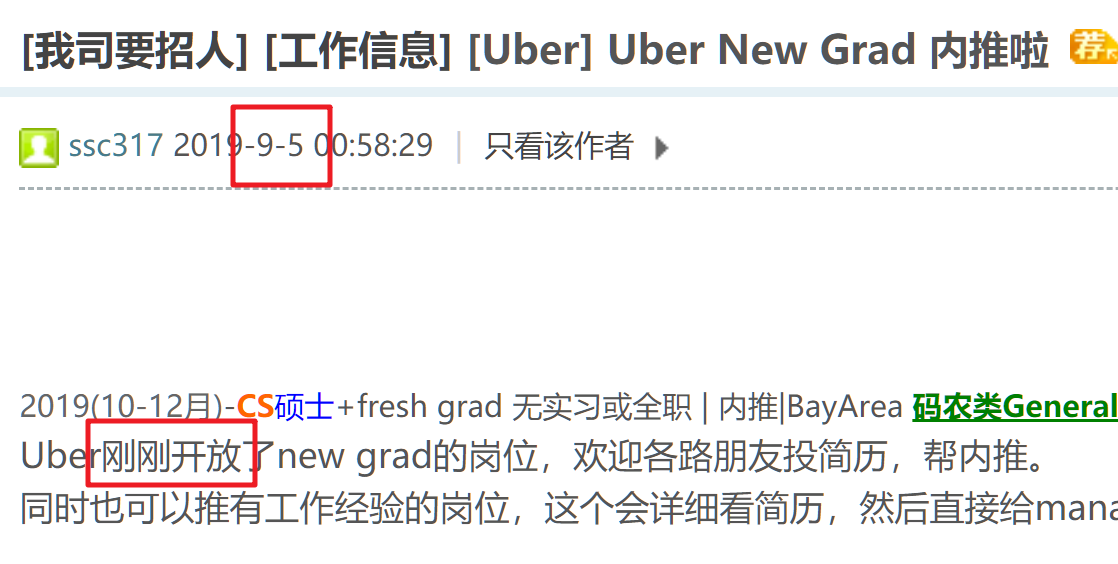 [我司要招人] [工作信息] [Uber] Uber New Grad 内推啦 荐
ssc317 2019-9-5 00:58:29 | 只看该作者
2019(10-12月)-CS硕士+fresh grad 无实习或全职 | 内推|BayArea 码农类General
Uber刚刚开放了new grad的岗位，欢迎各路朋友投简历，帮内推。
同时也可以推有工作经验的岗位，这个会详细看简历，然后直接给mana